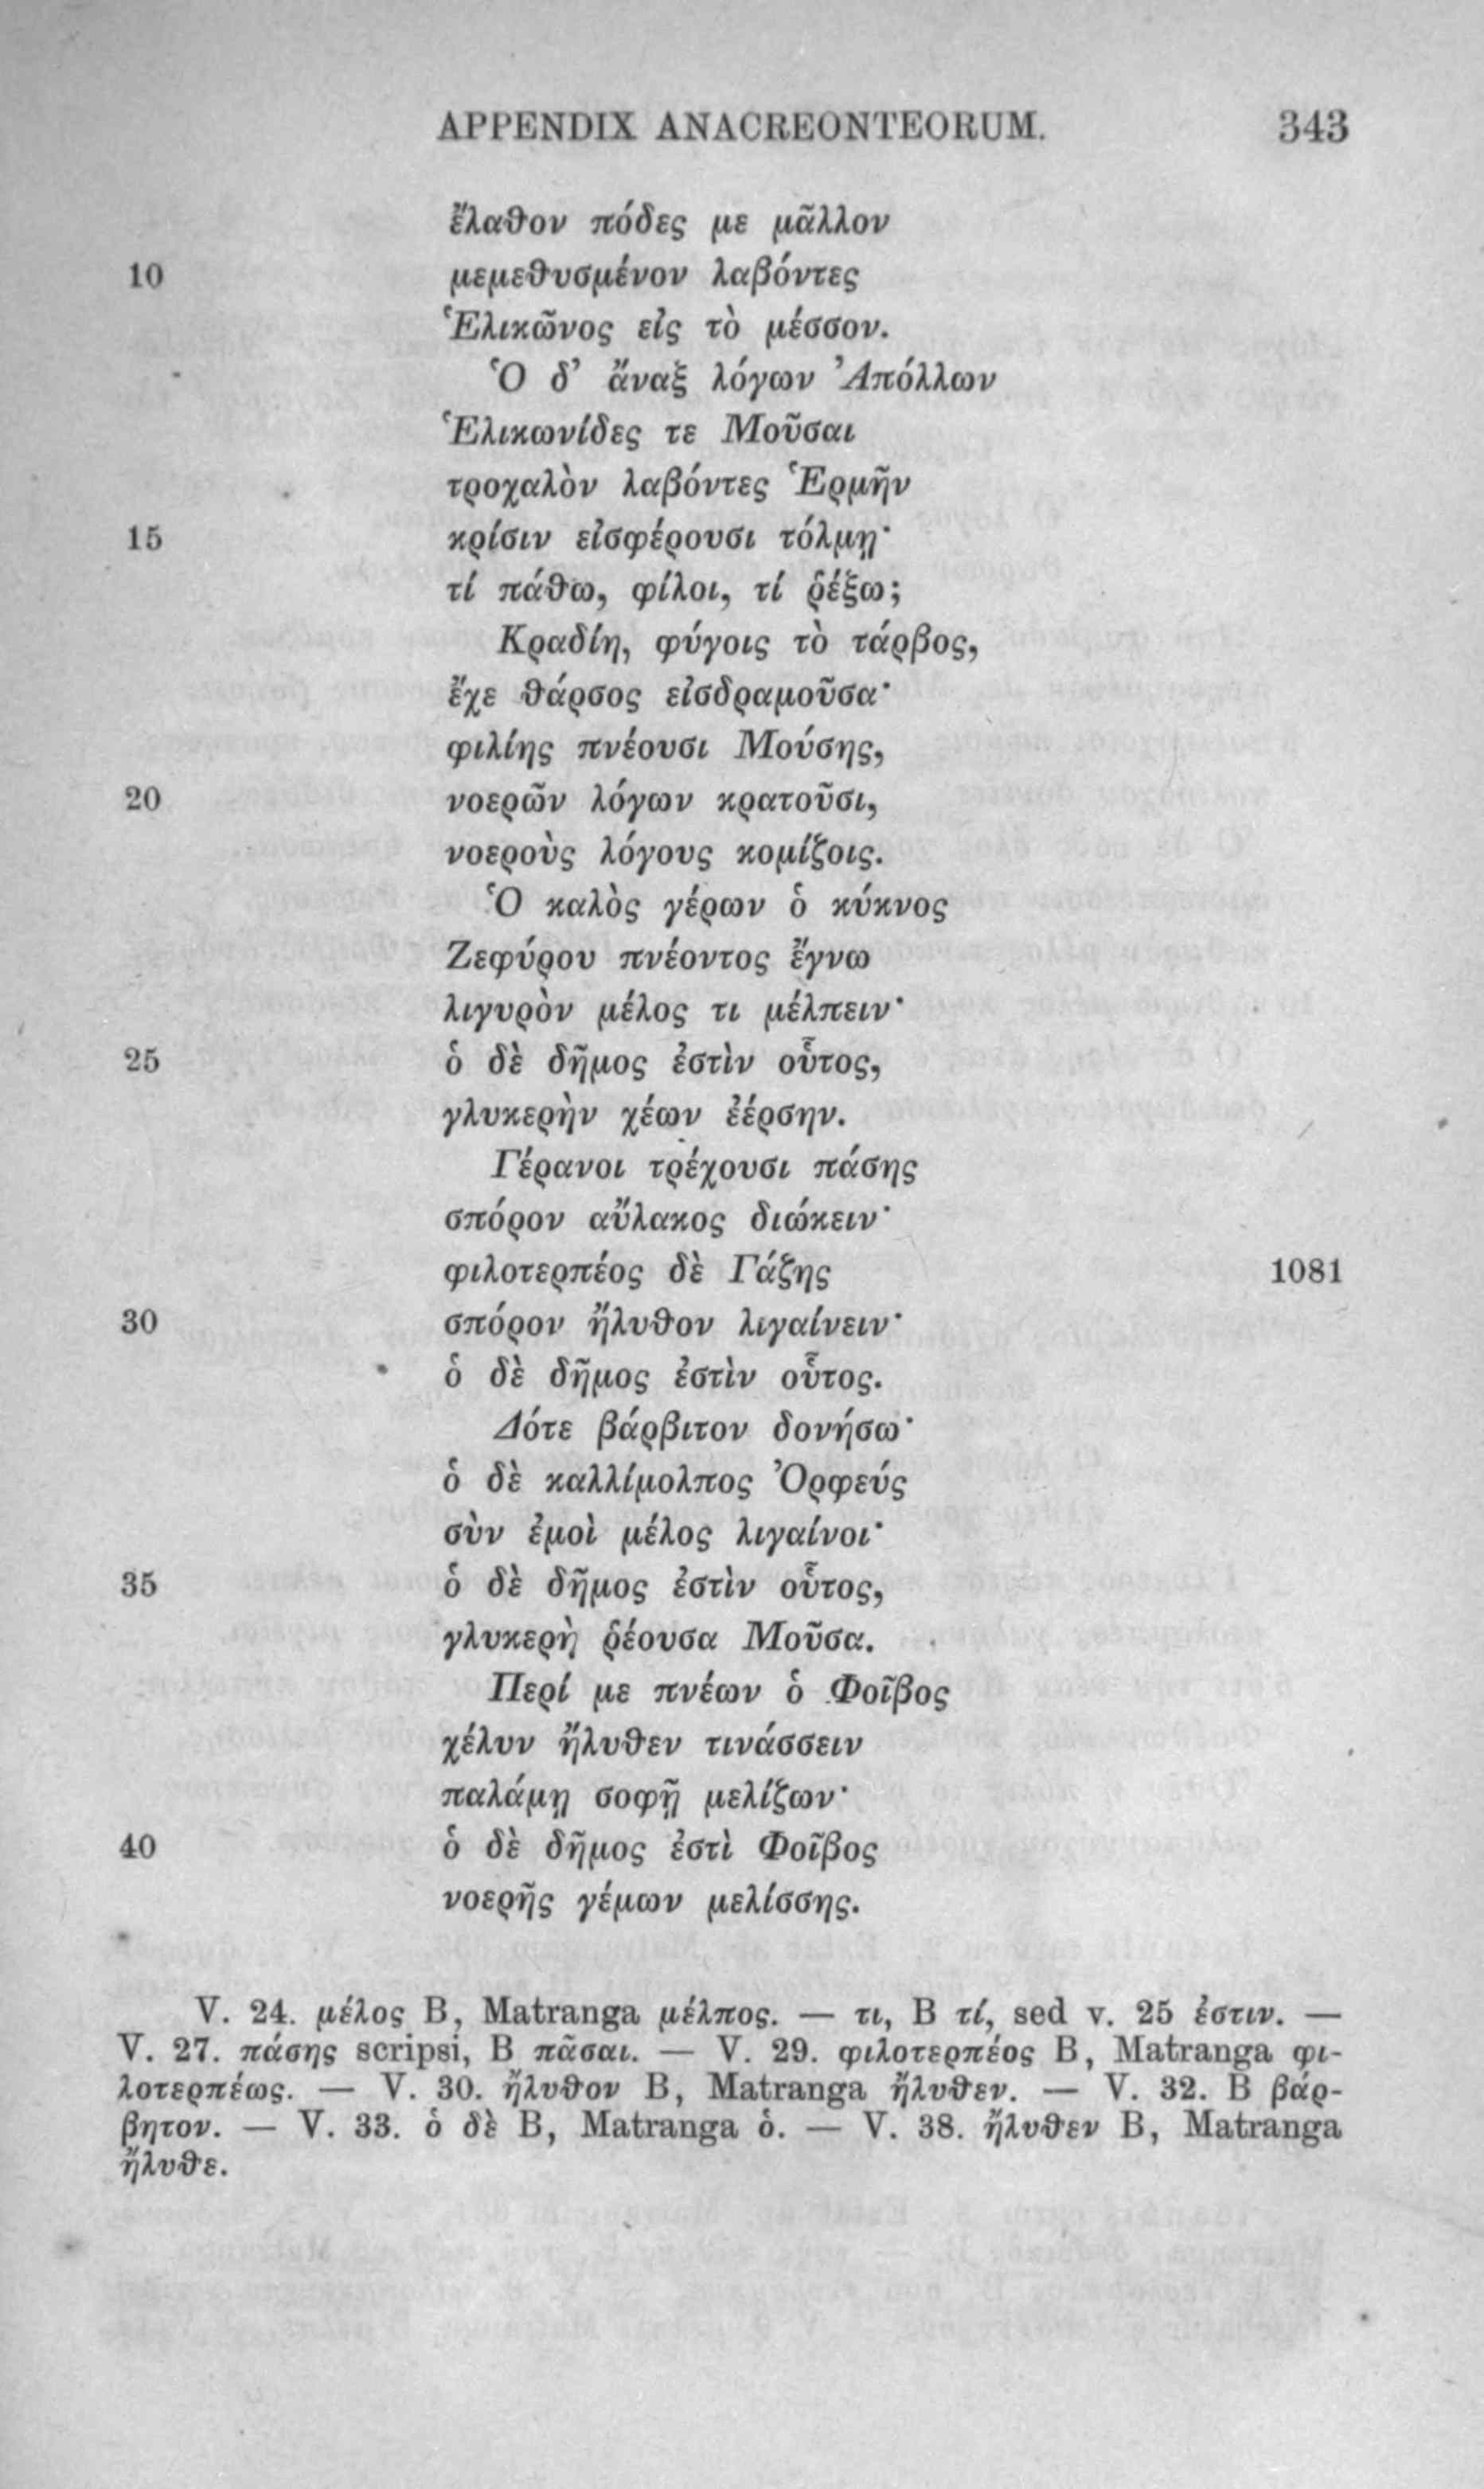 APPENDIX ANACREONTEORUM. 343
ἔλαθον πόδες με μᾶλλον
10 μεμεθυσμένον λαβόντες
Ἑλικῶνος εἰς τὸ μέσσον.
Ὁ δ’ ἄναξ λόγων Ἀπόλλων
Ἑλικωνίδες τε Μοῦσαι
τροχαλὸν λαβόντες Ἑρμῆν
15 κρίσιν εἰσφέρουσι τόλμῃ·
τί πάθω, φίλοι, τί ῥέξω;
Κραδίη, φύγοις τὸ τάρβος,
ἔχε θάρσος εἰσδραμοῦσα·
φιλίης πνέουσι Μούσης,
20 νοερῶν λόγων κρατοῦσι,
νοεροὺς λόγους κομίζοις.
Ὁ καλὸς γέρων ὁ κύκνος
Ζεφύρου πνέοντος ἔγνω
λιγυρὸν μέλος τι μέλπειν·
25 ὁ δὲ δῆμος ἐστὶν οὗτος,
γλυκερὴν χέων ἐέρσην.
Γέρανοι τρέχουσι πάσης
σπόρον αὔλακος διώκειν·
φιλοτερπέος δὲ Γάζης 1081
30 σπόρον ἤλυθον λιγαίνειν·
ὁ δὲ δῆμος ἐστὶν οὗτος.
Δότε βάρβιτον δονήσω·
ὁ δὲ καλλίμολπος Ὀρφεύς
σὺν ἐμοὶ μέλος λιγαίνοι·
35 ὁ δὲ δῆμος ἐστὶν οὗτος,
γλυκερὴ ῥέουσα Μοῦσα.
Περί με πνέων ὁ Φοῖβος
χέλυν ἤλυθεν τινάσσειν
παλάμῃ σοφῇ μελίζων·
40 ὁ δὲ δῆμος ἐστὶ Φοῖβος
νοερῆς γέμων μελίσσης.
V. 24. μέλος B, Matranga μέλπος. — τι, B τί, sed v. 25 ἐστιν. —
V. 27. πάσης scripsi, B πᾶσαι. — V. 29. φιλοτερπέος B, Matranga φι-
λοτερπέως. — V. 30. ἤλυθον B, Matranga ἤλυθεν. — V. 32. B βάρ-
βητον. — V. 33. ὁ δὲ B, Matranga ὁ. — V. 38. ἤλυθεν B, Matranga
ἤλυθε.